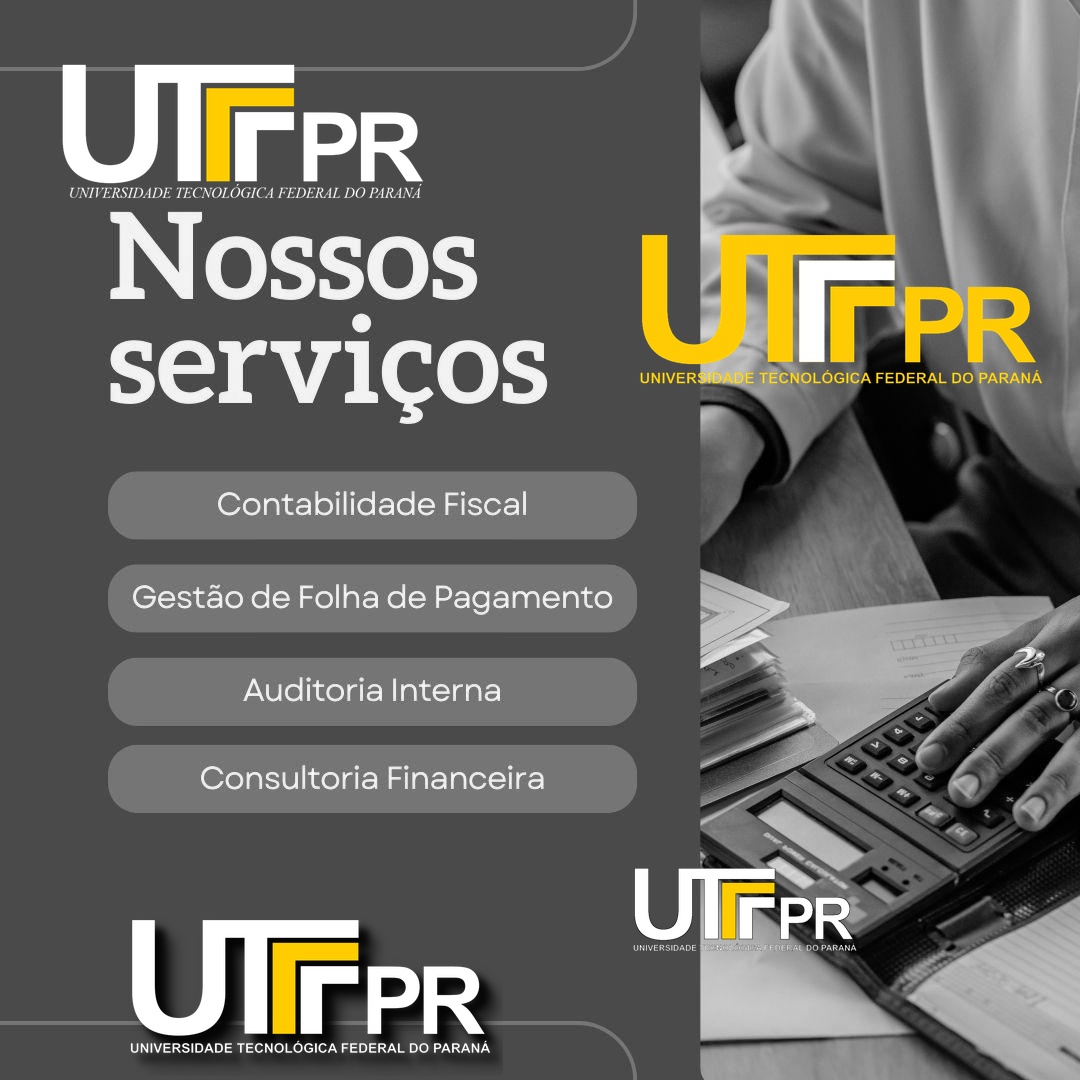 UTFPR
UNIVERSIDADE TECNOLÓGICA FEDERAL DO PARANÁ
Nossos
serviços
UTFPR
UNIVERSIDADE TECNOLÓGICA FEDERAL DO PARANÁ
Contabilidade Fiscal
Gestão de Folha de Pagamento
Auditoria Interna
Consultoria Financeira
UTFPR
UNIVERSIDADE TECNOLÓGICA FEDERAL DO PARANÁ
UTFPR
UNIVERSIDADE TECNOLÓGICA FEDERAL DO PARANÁ